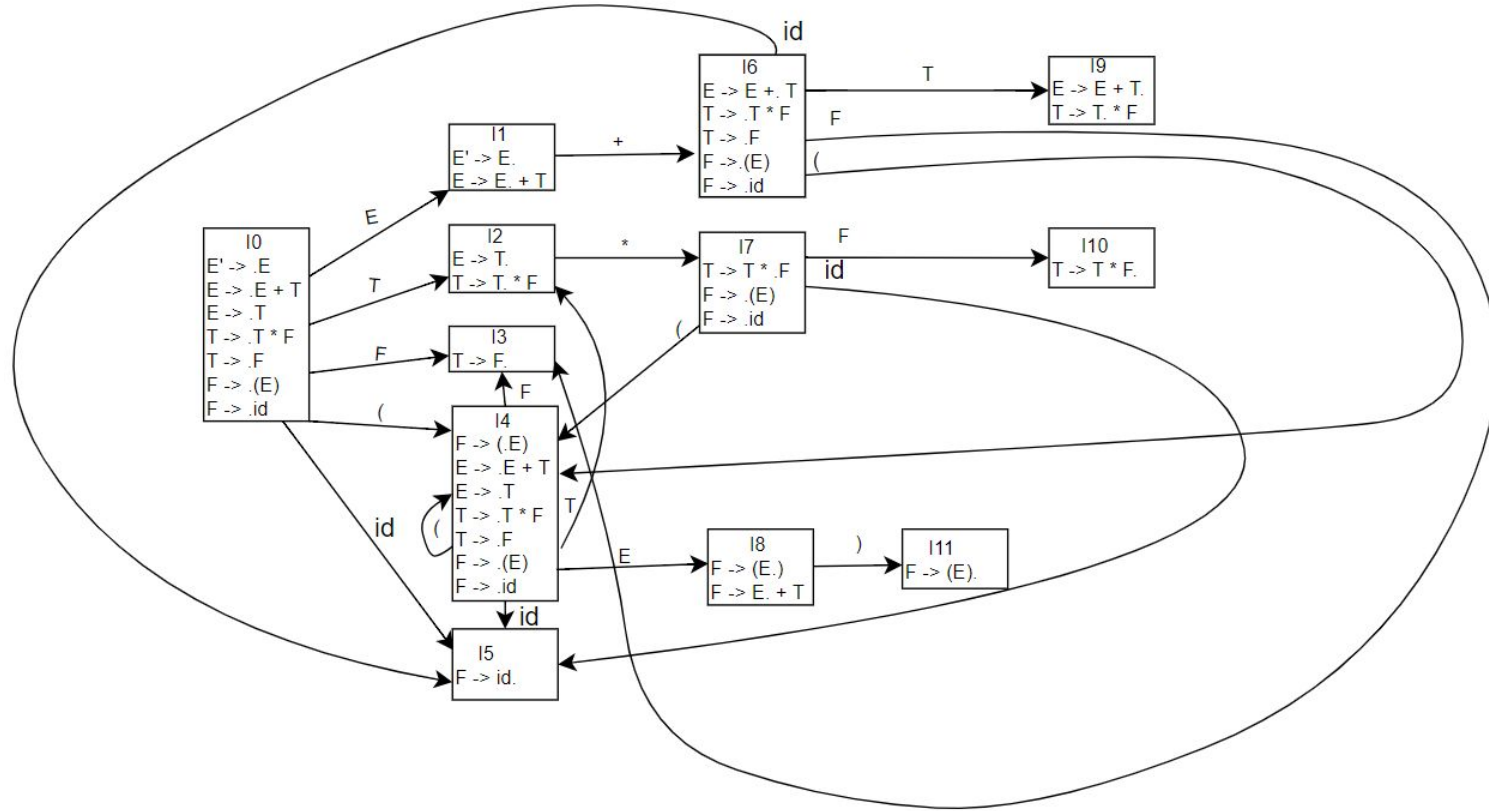 id
I6
E -> E +. T
T -> .T * F
T -> .F
F ->.(E)
F -> .id
T
F
(
I9
E -> E + T.
T -> T. * F
I1
E' -> E.
E -> E. + T
+
E
I0
E' -> .E
E -> .E + T
E -> .T
T -> .T * F
T -> .F
F -> .(E)
F -> .id
T
F
(
id
I2
E -> T.
T -> T. * F
*
I7
T -> T * .F
F -> .(E)
F -> .id
F
id
(
I10
T -> T * F.
I3
T -> F.
F
I4
F -> (.E)
E -> .E + T
E -> .T
T -> .T * F
T -> .F
F -> .(E)
F -> .id
(
T
E
id
I8
F -> (E.)
F -> E. + T
)
I11
F -> (E).
I5
F -> id.